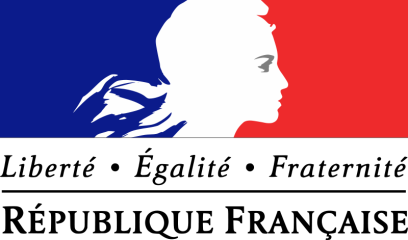 Liberté • Égalité • Fraternité
RÉPUBLIQUE FRANÇAISE